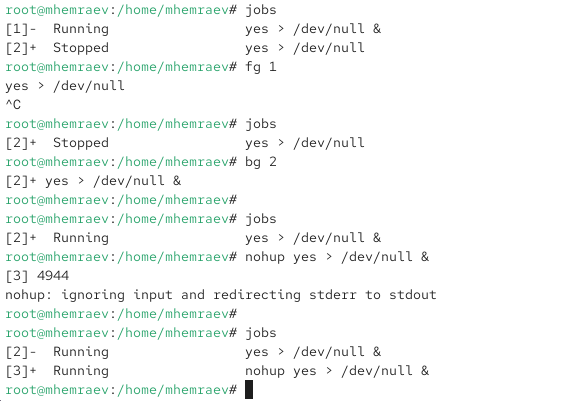 root@mhemraev:/home/mhemraev# jobs
[1]-  Running                 yes > /dev/null &
[2]+  Stopped                 yes > /dev/null
root@mhemraev:/home/mhemraev# fg 1
yes > /dev/null
^C
root@mhemraev:/home/mhemraev# jobs
[2]+  Stopped                 yes > /dev/null
root@mhemraev:/home/mhemraev# bg 2
[2]+ yes > /dev/null &
root@mhemraev:/home/mhemraev#
root@mhemraev:/home/mhemraev# jobs
[2]+  Running                 yes > /dev/null &
root@mhemraev:/home/mhemraev# nohup yes > /dev/null &
[3] 4944
nohup: ignoring input and redirecting stderr to stdout
root@mhemraev:/home/mhemraev#
root@mhemraev:/home/mhemraev# jobs
[2]-  Running                 yes > /dev/null &
[3]+  Running                 nohup yes > /dev/null &
root@mhemraev:/home/mhemraev#